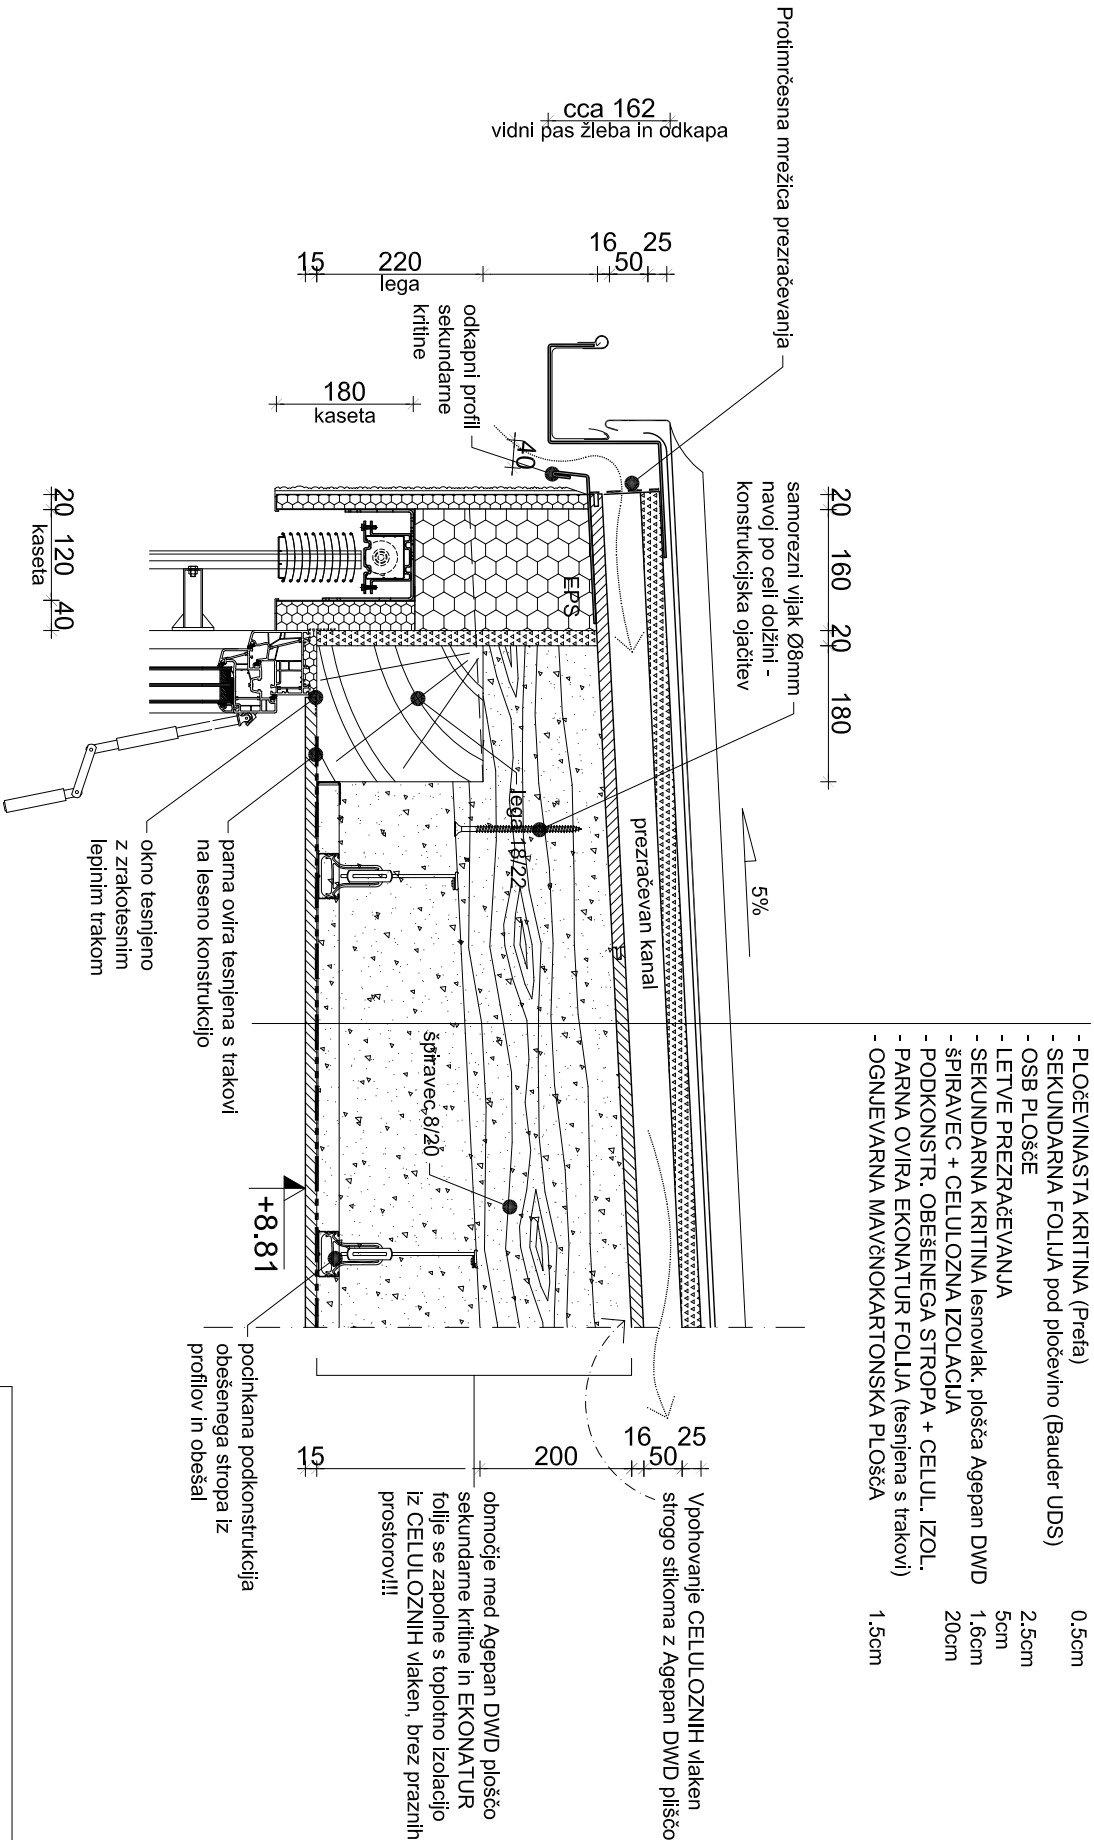 - PLOčEVINASTA KRITINA (Prefa) 0.5cm
- SEKUNDARNA FOLIJA pod pločevino (Bauder UDS)
- OSB PLOščE 2.5cm
- LETVE PREZRAčEVANJA 5cm
- SEKUNDARNA KRITINA lesnovlak. plošča Agepan DWD 1.6cm
- šPIRAVEC + CELULOZNA IZOLACIJA 20cm
- PODKONSTR. OBEšENEGA STROPA + CELUL. IZOL.
- PARNA OVIRA EKONATUR FOLIJA (tesnjena s trakovi)
- OGNJEVARNA MAVčNOKARTONSKA PLOščA 1.5cm
Protimrčesna mrežica prezračevanja
samorezni vijak Ø8mm
navoj po celi dolžini -
konstrukcijska ojačitev
20 160 20 180
5%
cca 162
vidni pas žleba in odkapa
25
50
16
220
lega
15
odkapni profil
sekundarne
kritine
180
kaseta
40
EPS
prezračevan kanal
lega 18/22
špiravec 8/20
20 120 40
kaseta
okno tesnjeno
z zrakotesnim
lepinim trakom
parna ovira tesnjena s trakovi
na leseno konstrukcijo
+8.81
pocinkana podkonstrukcija
obešenega stropa iz
profilov in obešal
25
50
16
200
15
Vpohovanje CELULOZNIH vlaken
strogo stikoma z Agepan DWD pliščo
območje med Agepan DWD ploščo
sekundarne kritine in EKONATUR
folije se zapolne s toplotno izolacijo
iz CELULOZNIH vlaken, brez praznih
prostorov!!!